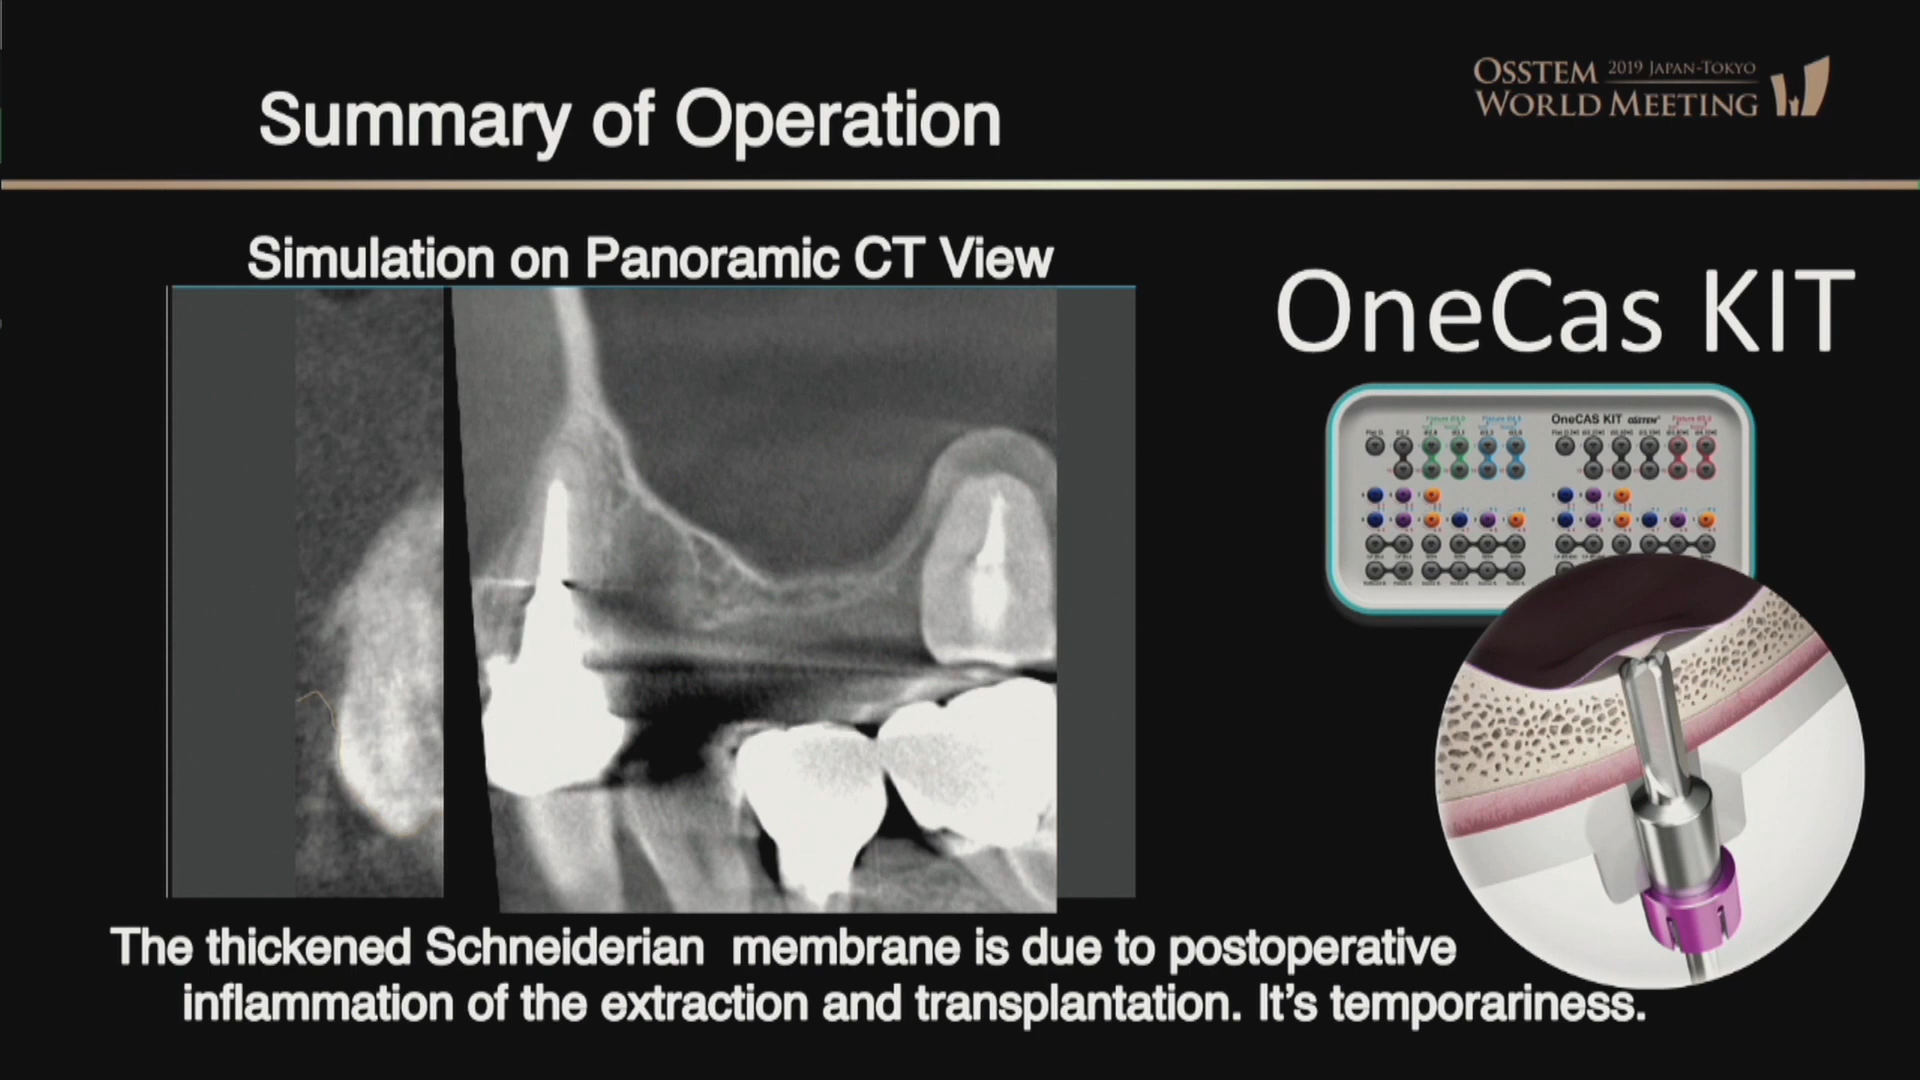 Summary of Operation
OSSTEM 2019 JAPAN-TOKYO
WORLD MEETING
Simulation on Panoramic CT View
OneCas KIT
OneCAS KIT
The thickened Schneiderian membrane is due to postoperative
inflammation of the extraction and transplantation. It's temporariness.